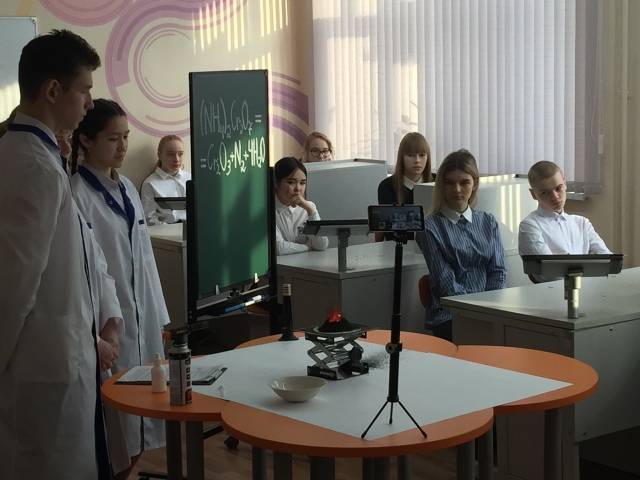 (NH₄)₂Cr₂O₇ =
= Cr₂O₃+N₂+4H₂O